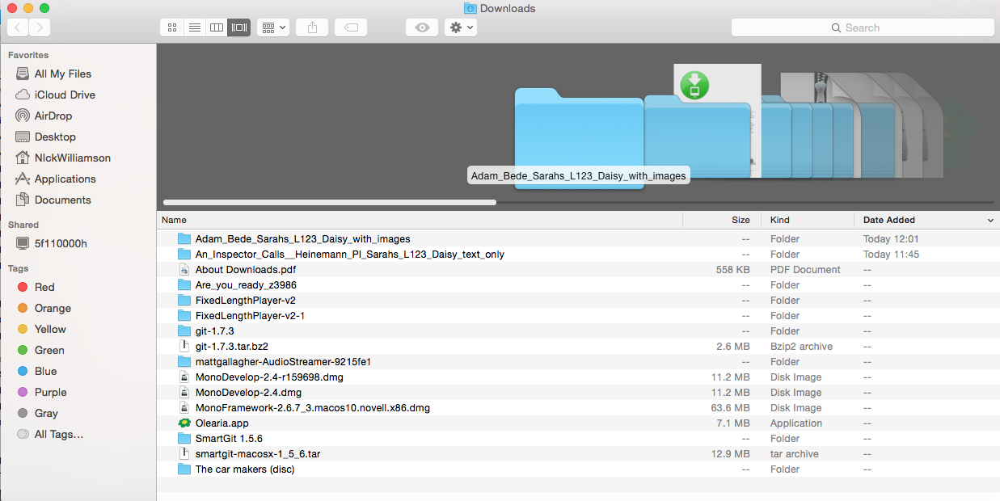 Downloads
Search
Favorites
All My Files
iCloud Drive
AirDrop
Desktop
NIckWilliamson
Applications
Documents
Shared
5f110000h
Tags
Red
Orange
Yellow
Green
Blue
Purple
Gray
All Tags...
Adam_Bede_Sarahs_L123_Daisy_with_images
Name Size Kind Date Added
Adam_Bede_Sarahs_L123_Daisy_with_images -- Folder Today 12:01
An_Inspector_Calls__Heinemann_Pl_Sarahs_L123_Daisy_text_only -- Folder Today 11:45
About Downloads.pdf 558 KB PDF Document --
Are_you_ready_z3986 -- Folder --
FixedLengthPlayer-v2 -- Folder --
FixedLengthPlayer-v2-1 -- Folder --
git-1.7.3 -- Folder --
git-1.7.3.tar.bz2 2.6 MB Bzip2 archive --
mattgallagher-AudioStreamer-9215fe1 -- Folder --
MonoDevelop-2.4-r159698.dmg 11.2 MB Disk Image --
MonoDevelop-2.4.dmg 11.2 MB Disk Image --
MonoFramework-2.6.7_3.macos10.novell.x86.dmg 63.6 MB Disk Image --
Olearia.app 7.1 MB Application --
SmartGit 1.5.6 -- Folder --
smartgit-macosx-1_5_6.tar 12.9 MB tar archive --
The car makers (disc) -- Folder --